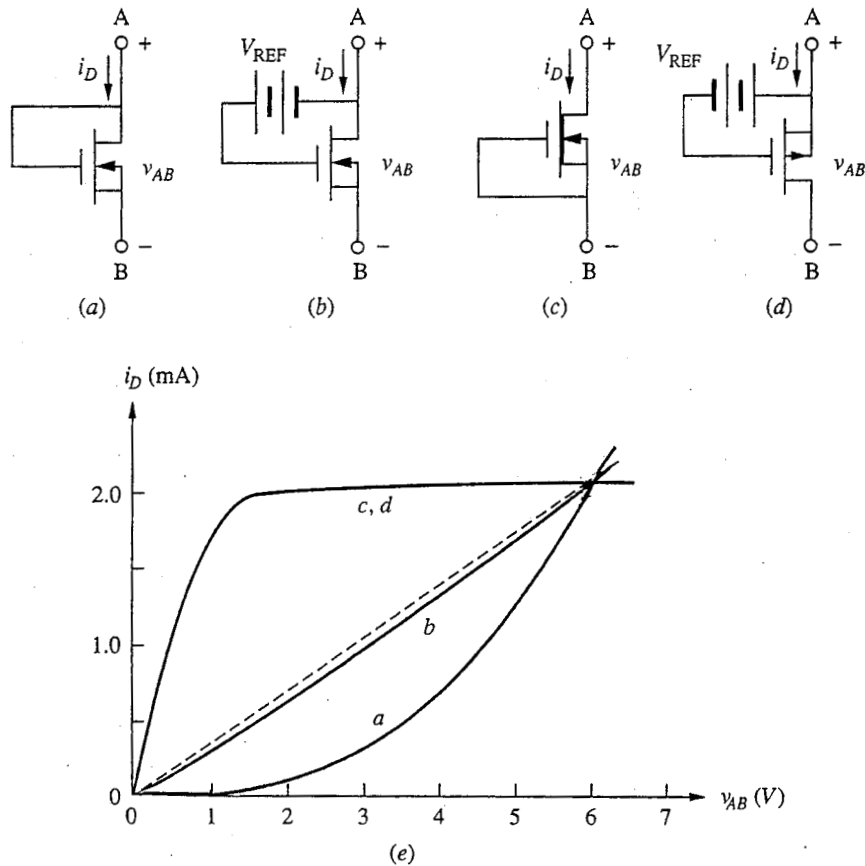 A A A A
+ + + +
V_REF V_REF
i_D i_D i_D i_D
v_AB v_AB v_AB v_AB
− − − −
B B B B
(a) (b) (c) (d)
i_D (mA)
2.0
c, d
1.0
b
a
0
0 1 2 3 4 5 6 7 v_AB (V)
(e)